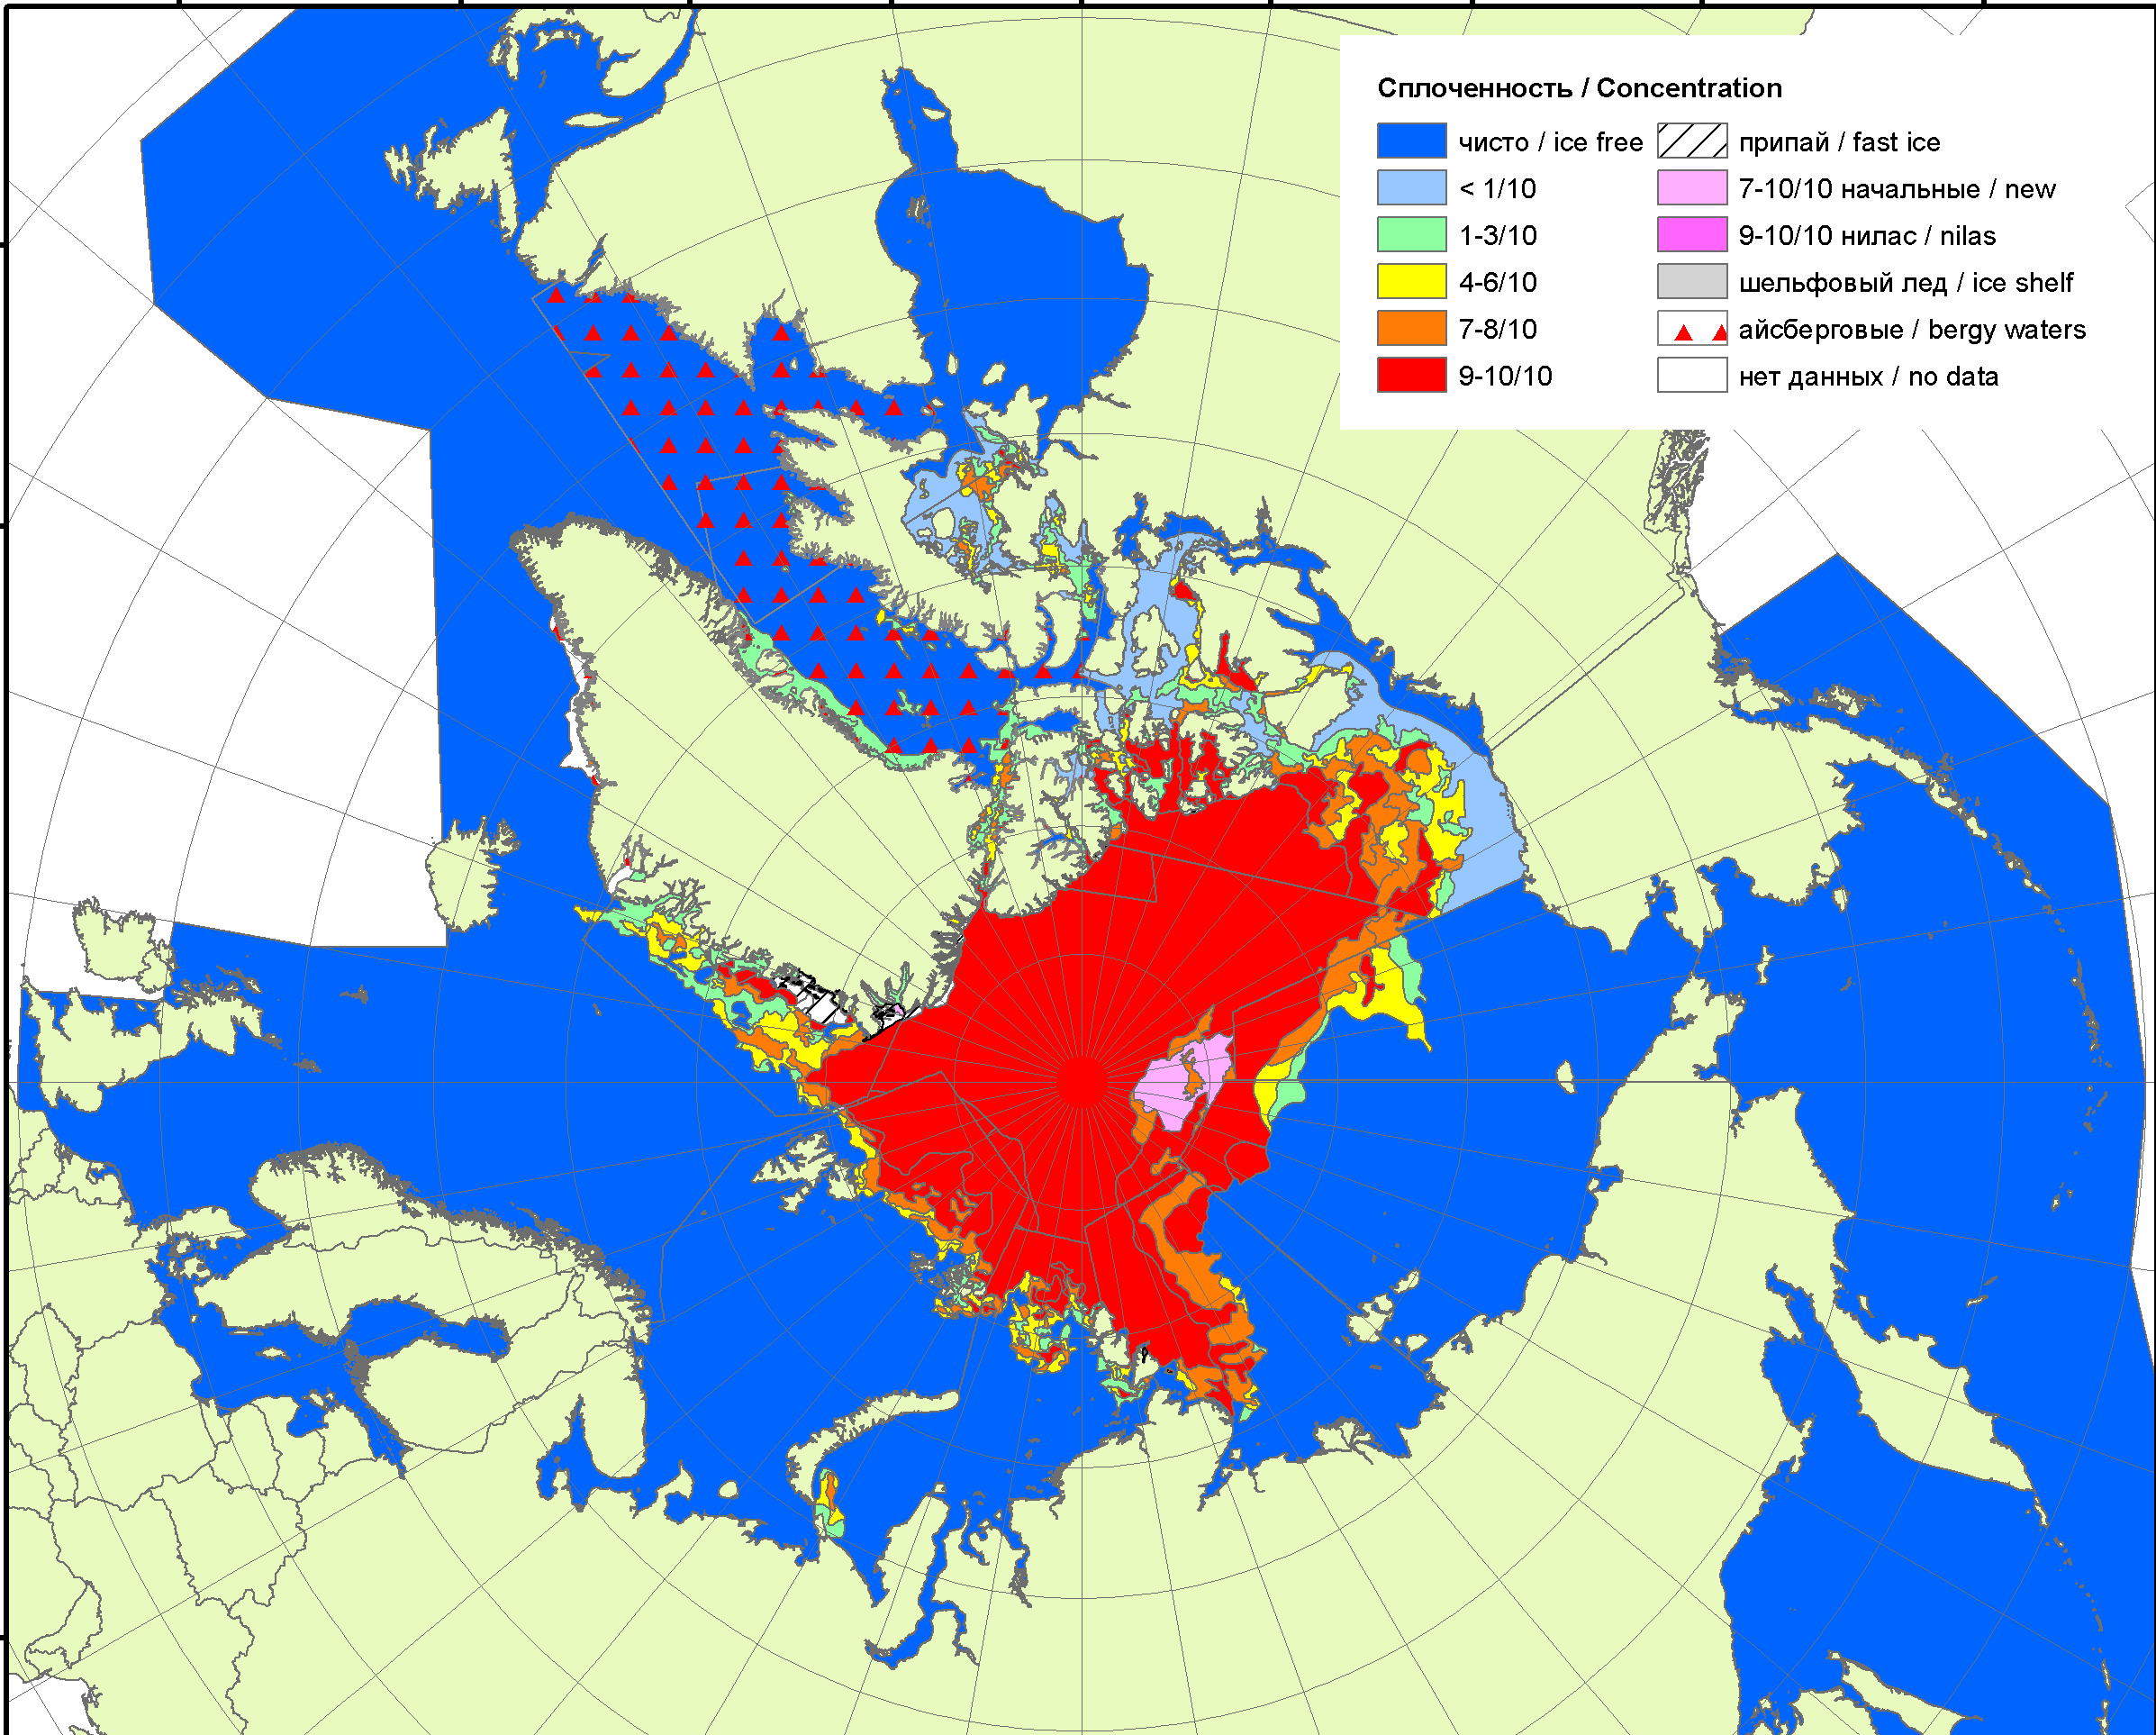 Сплоченность / Concentration
чисто / ice free
< 1/10
1-3/10
4-6/10
7-8/10
9-10/10
припай / fast ice
7-10/10 начальные / new
9-10/10 нилас / nilas
шельфовый лед / ice shelf
айсберговые / bergy waters
нет данных / no data